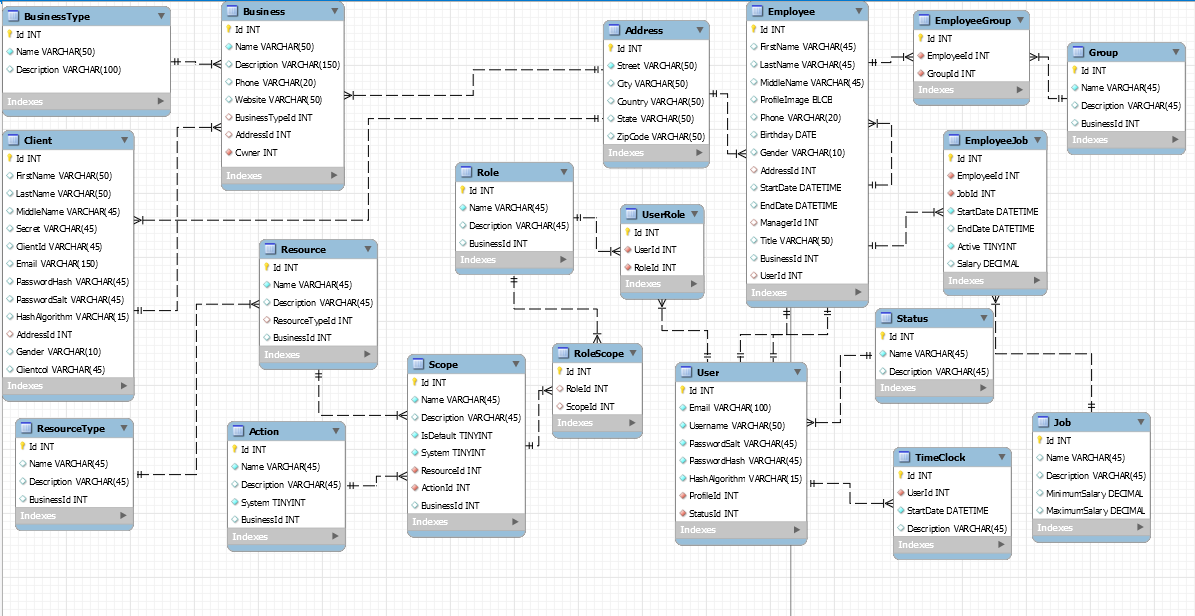 BusinessType
Id INT
Name VARCHAR(50)
Description VARCHAR(100)
Indexes
Business
Id INT
Name VARCHAR(50)
Description VARCHAR(150)
Phone VARCHAR(20)
Website VARCHAR(50)
BusinessTypeId INT
AddressId INT
Owner INT
Indexes
Address
Id INT
Street VARCHAR(50)
City VARCHAR(50)
Country VARCHAR(50)
State VARCHAR(50)
ZipCode VARCHAR(50)
Indexes
Employee
Id INT
FirstName VARCHAR(45)
LastName VARCHAR(45)
MiddleName VARCHAR(45)
ProfileImage BLOB
Phone VARCHAR(20)
Birthday DATE
Gender VARCHAR(10)
AddressId INT
StartDate DATETIME
EndDate DATETIME
ManagerId INT
Title VARCHAR(50)
BusinessId INT
UserId INT
Indexes
EmployeeGroup
Id INT
EmployeeId INT
GroupId INT
Indexes
Group
Id INT
Name VARCHAR(45)
Description VARCHAR(45)
BusinessId INT
Indexes
Client
Id INT
FirstName VARCHAR(50)
LastName VARCHAR(50)
MiddleName VARCHAR(45)
Secret VARCHAR(45)
ClientId VARCHAR(45)
Email VARCHAR(150)
PasswordHash VARCHAR(45)
PasswordSalt VARCHAR(45)
HashAlgorithm VARCHAR(15)
AddressId INT
Gender VARCHAR(10)
Clientcol VARCHAR(45)
Indexes
EmployeeJob
Id INT
EmployeeId INT
JobId INT
StartDate DATETIME
EndDate DATETIME
Active TINYINT
Salary DECIMAL
Indexes
Role
Id INT
Name VARCHAR(45)
Description VARCHAR(45)
BusinessId INT
Indexes
UserRole
Id INT
UserId INT
RoleId INT
Indexes
Resource
Id INT
Name VARCHAR(45)
Description VARCHAR(45)
ResourceTypeId INT
BusinessId INT
Indexes
Status
Id INT
Name VARCHAR(45)
Description VARCHAR(45)
Indexes
Scope
Id INT
Name VARCHAR(45)
Description VARCHAR(45)
IsDefault TINYINT
System TINYINT
ResourceId INT
ActionId INT
BusinessId INT
Indexes
RoleScope
Id INT
RoleId INT
ScopeId INT
Indexes
User
Id INT
Email VARCHAR(100)
Username VARCHAR(50)
PasswordSalt VARCHAR(45)
PasswordHash VARCHAR(45)
HashAlgorithm VARCHAR(15)
ProfileId INT
StatusId INT
Indexes
ResourceType
Id INT
Name VARCHAR(45)
Description VARCHAR(45)
BusinessId INT
Indexes
Action
Id INT
Name VARCHAR(45)
Description VARCHAR(45)
System TINYINT
BusinessId INT
Indexes
TimeClock
Id INT
UserId INT
StartDate DATETIME
Description VARCHAR(45)
Indexes
Job
Id INT
Name VARCHAR(45)
Description VARCHAR(45)
MinimumSalary DECIMAL
MaximumSalary DECIMAL
Indexes